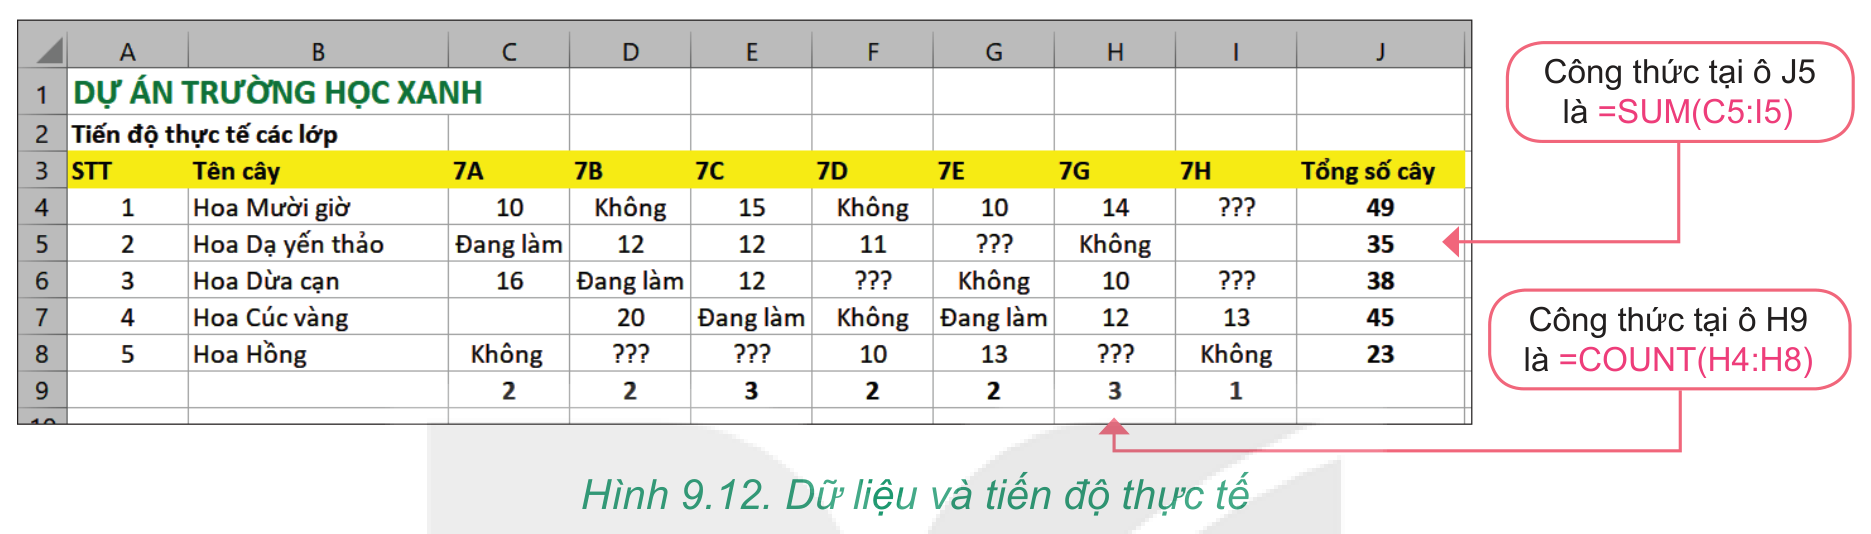 A B C D E F G H I J
1 DỰ ÁN TRƯỜNG HỌC XANH
2 Tiến độ thực tế các lớp
3 STT Tên cây 7A 7B 7C 7D 7E 7G 7H Tổng số cây
4 1 Hoa Mười giờ 10 Không 15 Không 10 14 ??? 49
5 2 Hoa Dạ yến thảo Đang làm 12 12 11 ??? Không 35
6 3 Hoa Dừa cạn 16 Đang làm 12 ??? Không 10 ??? 38
7 4 Hoa Cúc vàng 20 Đang làm Không Đang làm 12 13 45
8 5 Hoa Hồng Không ??? ??? 10 13 ??? Không 23
9 2 2 3 2 2 3 1
Công thức tại ô J5
là =SUM(C5:I5)
Công thức tại ô H9
là =COUNT(H4:H8)
Hình 9.12. Dữ liệu và tiến độ thực tế